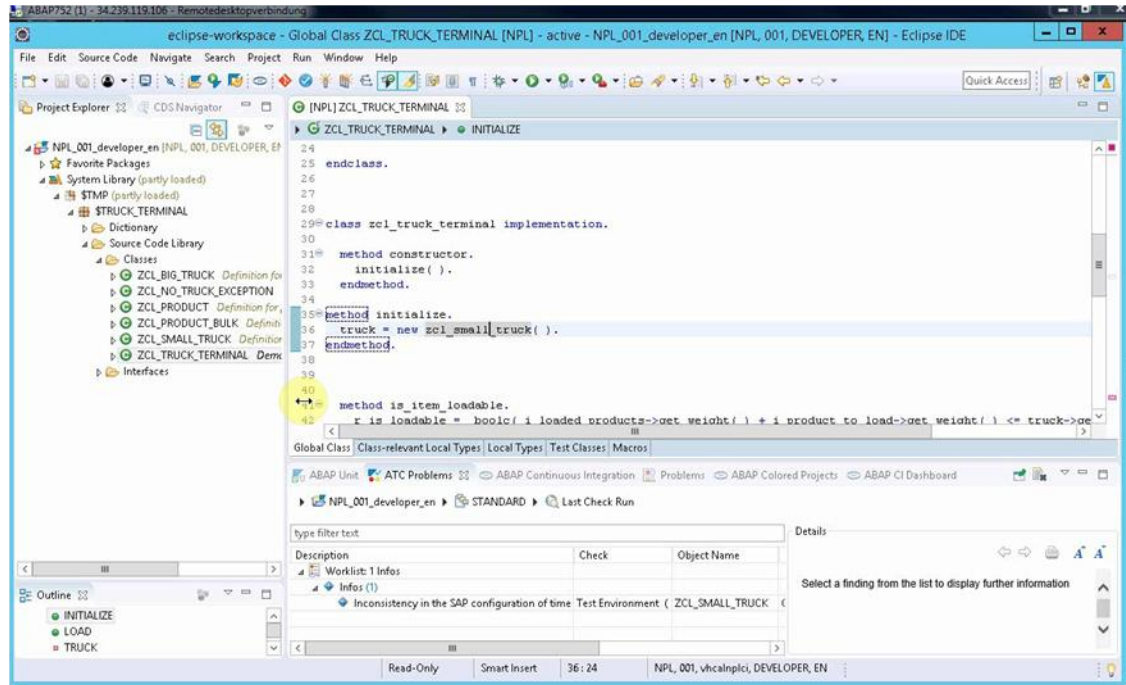 ABAP752 (1) - 34.239.119.106 - Remotedesktopverbindung
eclipse-workspace - Global Class ZCL_TRUCK_TERMINAL [NPL] - active - NPL_001_developer_en [NPL, 001, DEVELOPER, EN] - Eclipse IDE
File Edit Source Code Navigate Search Project Run Window Help
Quick Access
Project Explorer CDS Navigator
[NPL] ZCL_TRUCK_TERMINAL
ZCL_TRUCK_TERMINAL INITIALIZE
NPL_001_developer_en [NPL, 001, DEVELOPER, EN
Favorite Packages
System Library (partly loaded)
$TMP (partly loaded)
$TRUCK_TERMINAL
Dictionary
Source Code Library
Classes
ZCL_BIG_TRUCK Definition for
ZCL_NO_TRUCK_EXCEPTION
ZCL_PRODUCT Definition for
ZCL_PRODUCT_BULK Definiti
ZCL_SMALL_TRUCK Definition
ZCL_TRUCK_TERMINAL Demo
Interfaces
24
25 endclass.
26
27
28
29 class zcl_truck_terminal implementation.
30
31 method constructor.
32 initialize( ).
33 endmethod.
34
35 method initialize.
36 truck = new zcl_small_truck( ).
37 endmethod.
38
39
40
41 method is_item_loadable.
42 r_is_loadable = boolc( i_loaded_products->get_weight( ) + i_product_to_load->get_weight( ) <= truck->ge
Global Class Class-relevant Local Types Local Types Test Classes Macros
ABAP Unit ATC Problems ABAP Continuous Integration Problems ABAP Colored Projects ABAP CI Dashboard
NPL_001_developer_en STANDARD Last Check Run
type filter text
Description Check Object Name
Worklist: 1 Infos
Infos (1)
Inconsistency in the SAP configuration of time Test Environment ( ZCL_SMALL_TRUCK
Details
Select a finding from the list to display further information
Outline
INITIALIZE
LOAD
TRUCK
Read-Only Smart Insert 36 : 24 NPL, 001, vhcalnplci, DEVELOPER, EN